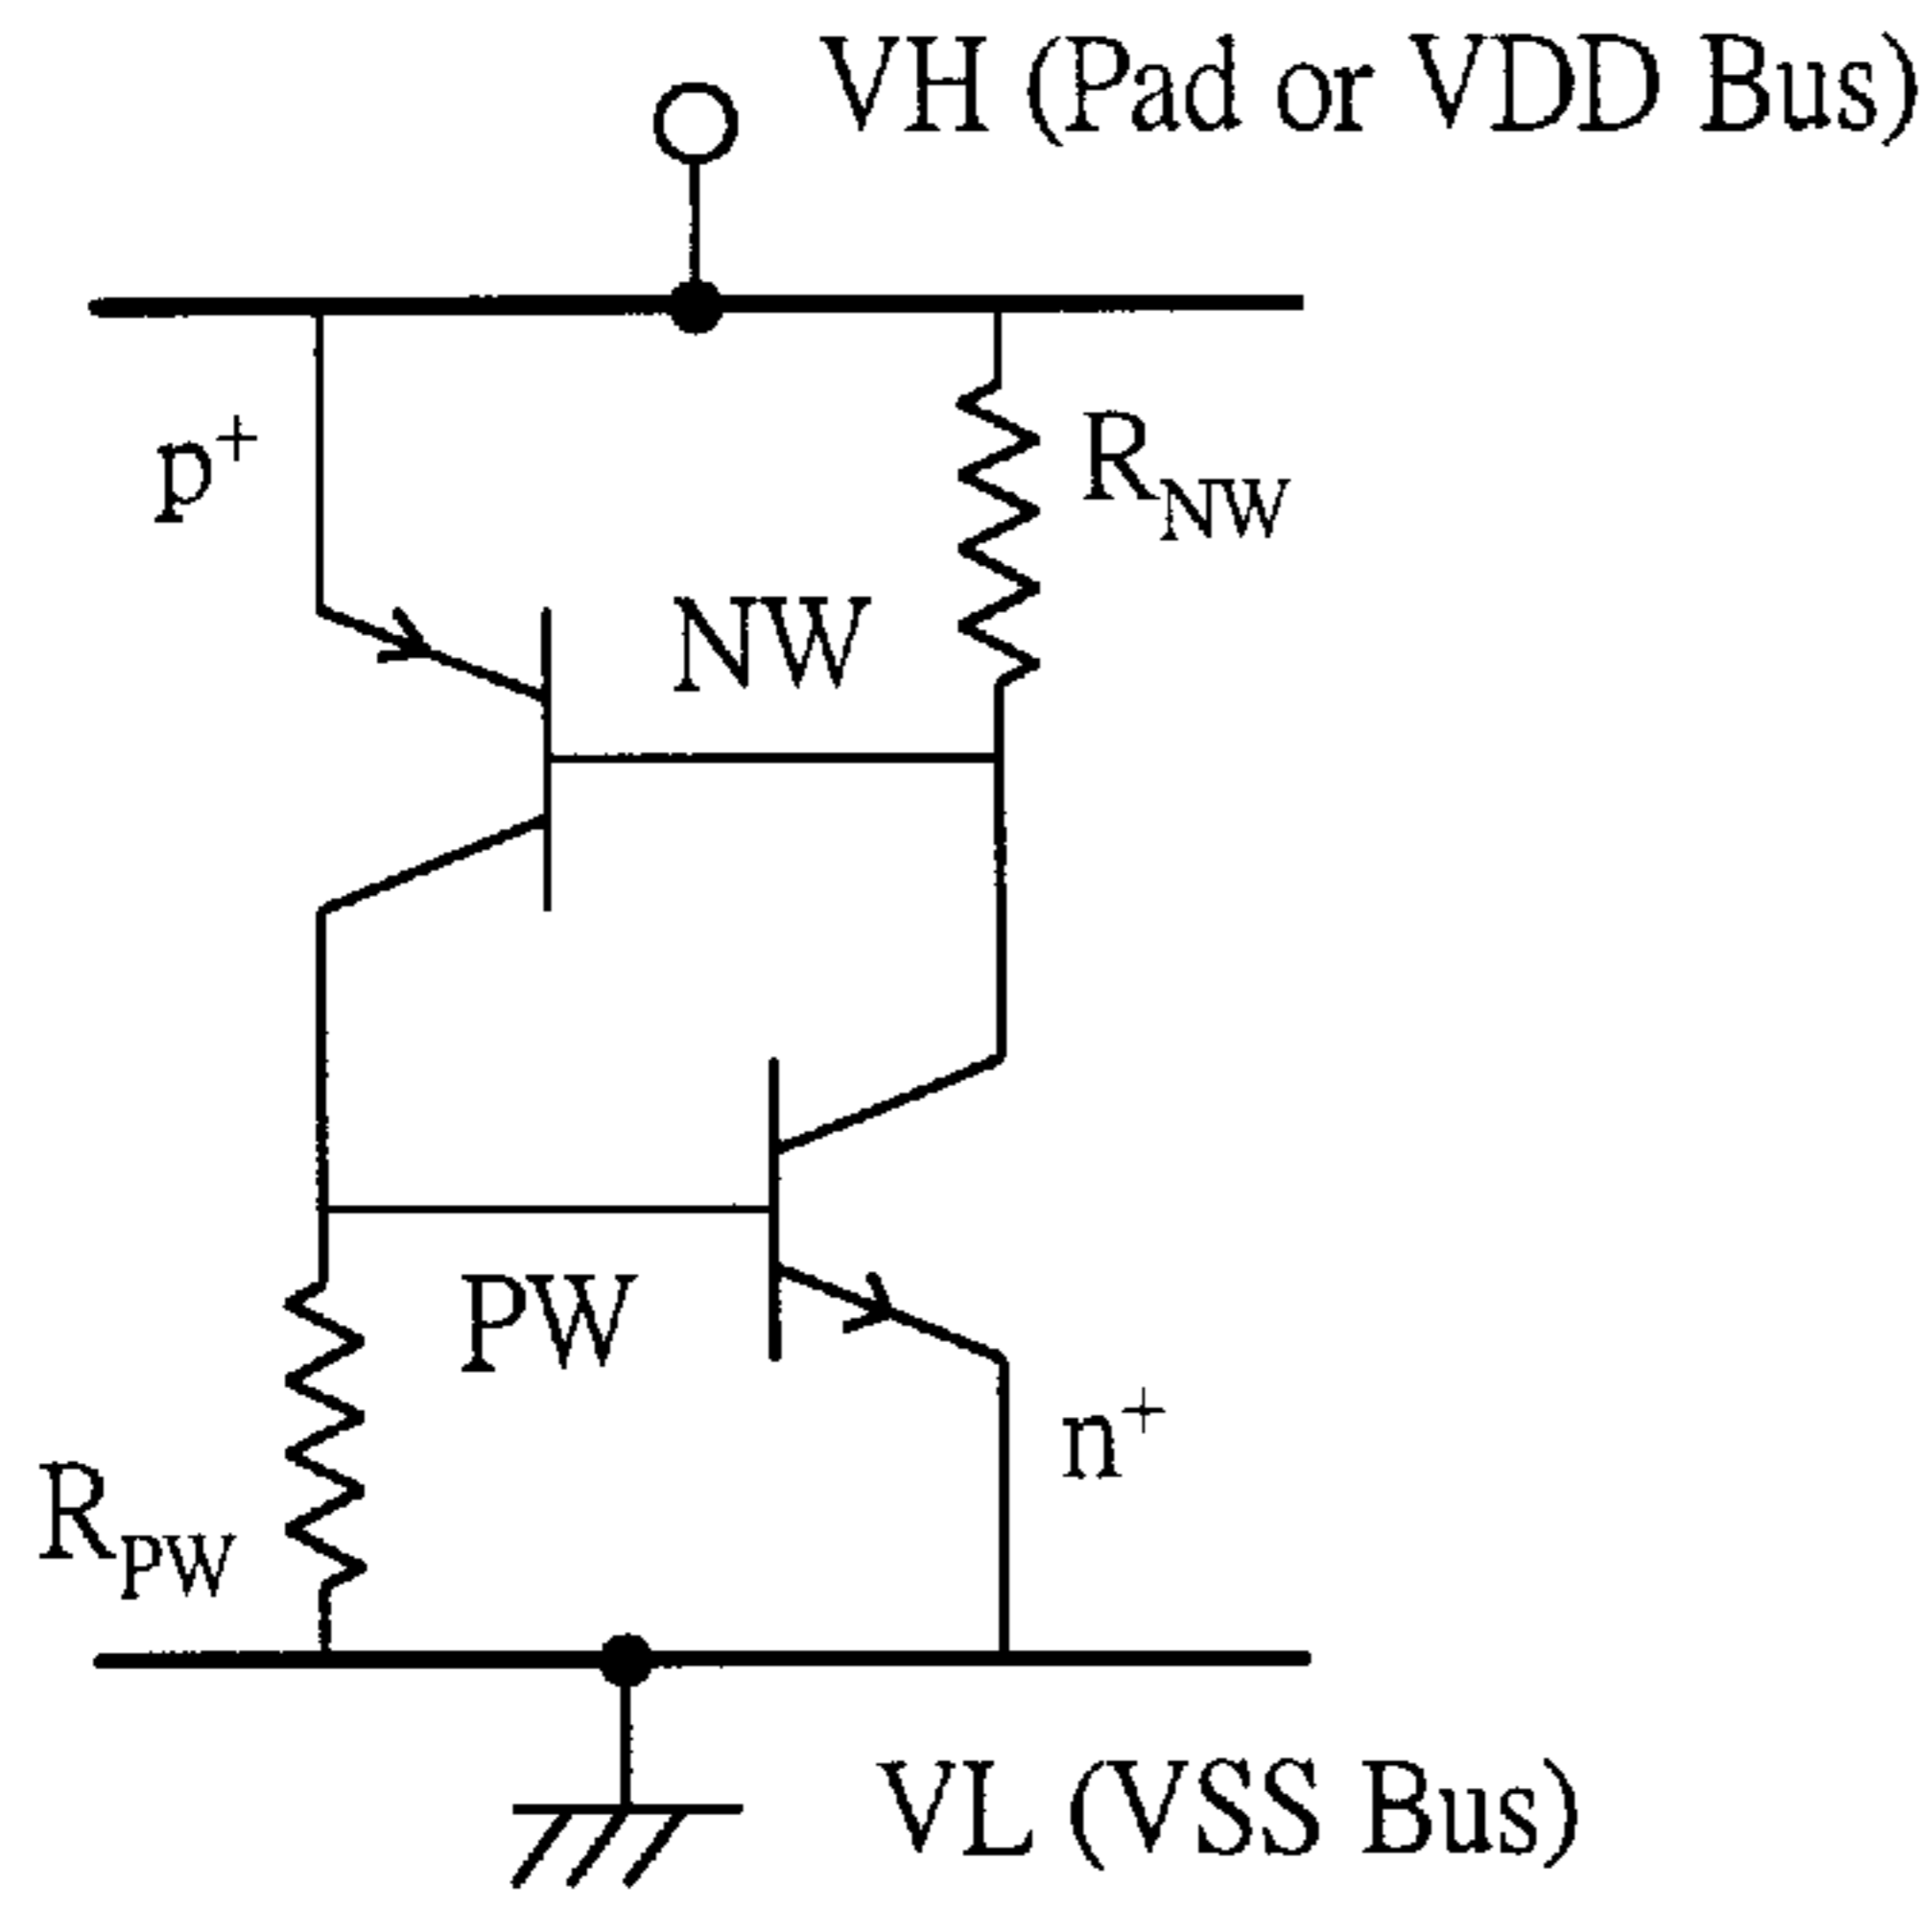 VH (Pad or VDD Bus)
p+
RNW
NW
PW
n+
RPW
VL (VSS Bus)